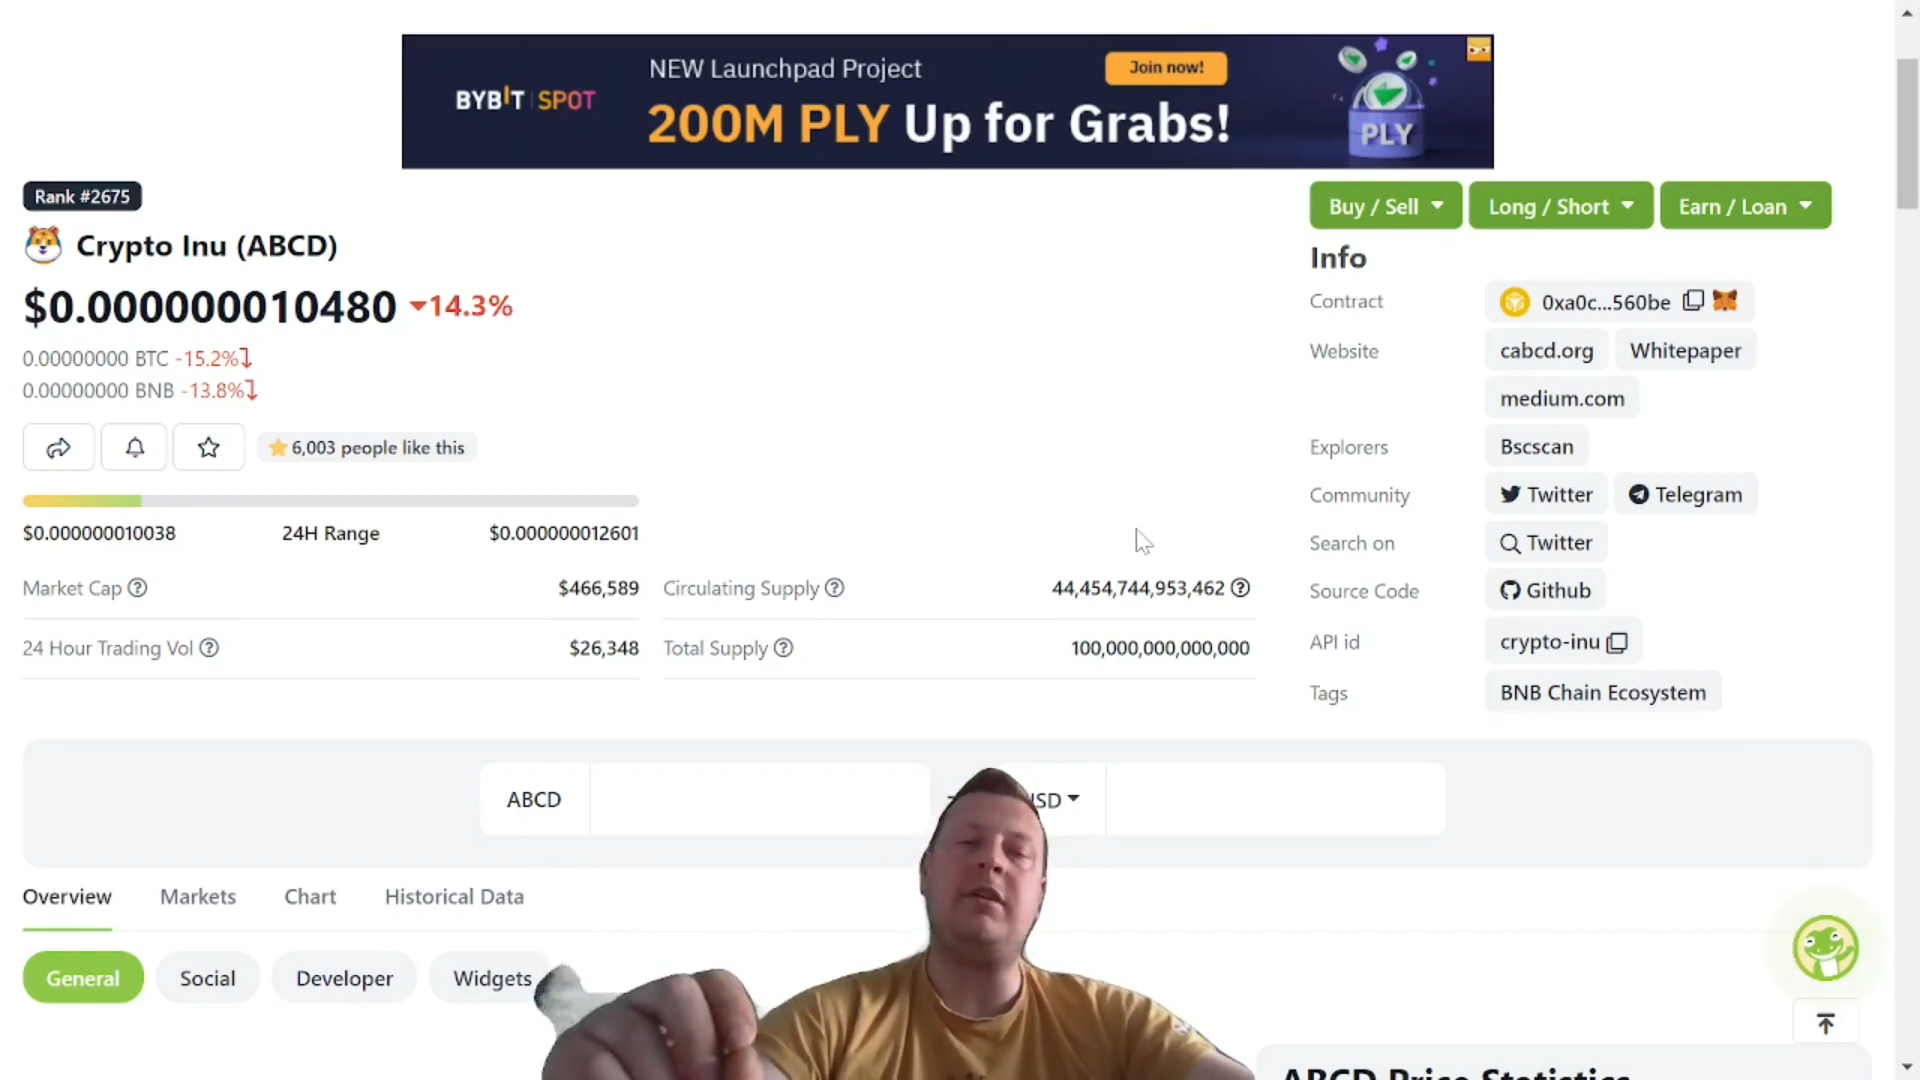 NEW Launchpad Project
Join now!
BYBIT SPOT
200M PLY Up for Grabs!
PLY
Rank #2675
Buy / Sell
Long / Short
Earn / Loan
Crypto Inu (ABCD)
Info
$0.000000010480 14.3%
Contract
0xa0c...560be
0.00000000 BTC -15.2%
Website
cabcd.org
Whitepaper
0.00000000 BNB -13.8%
medium.com
6,003 people like this
Explorers
Bscscan
Community
Twitter
Telegram
$0.000000010038
24H Range
$0.000000012601
Search on
Twitter
Market Cap
$466,589
Circulating Supply
44,454,744,953,462
Source Code
Github
24 Hour Trading Vol
$26,348
Total Supply
100,000,000,000,000
API id
crypto-inu
Tags
BNB Chain Ecosystem
ABCD
SD
Overview
Markets
Chart
Historical Data
General
Social
Developer
Widgets
ABCD Price Statistics